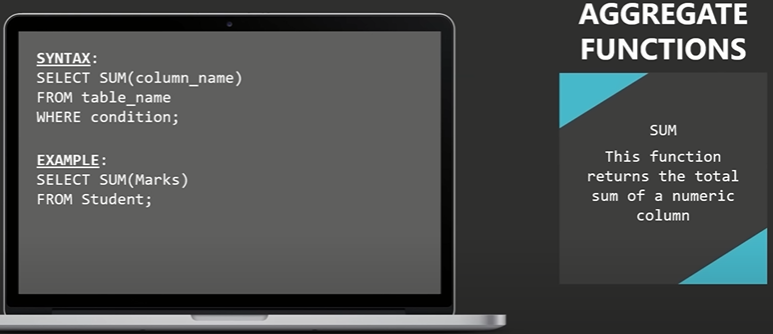 AGGREGATE
FUNCTIONS
SYNTAX:
SELECT SUM(column_name)
FROM table_name
WHERE condition;
EXAMPLE:
SELECT SUM(Marks)
FROM Student;
SUM
This function
returns the total
sum of a numeric
column